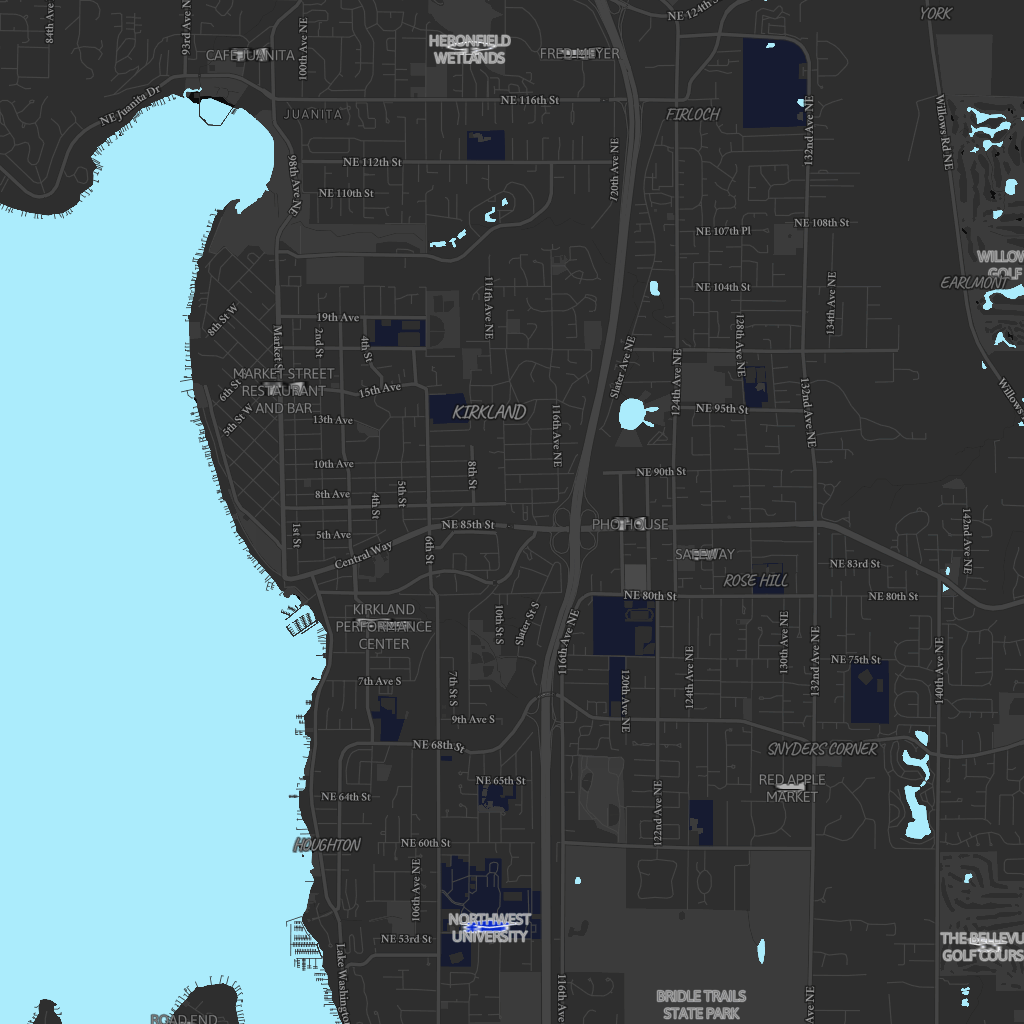 84th Ave
93rd Ave N
100th Ave NE
NE 124th S
YORK
CAFE JUANITA
HERONFIELD
WETLANDS
FRED MEYER
NE Juanita Dr
NE 116th St
JUANITA
FIRLOCH
132nd Ave NE
Willows Rd NE
NE 112th St
98th Ave NE
120th Ave NE
NE 110th St
NE 107th Pl
NE 108th St
WILLOW
GOLF
EARLMONT
NE 104th St
111th Ave NE
134th Ave NE
8th St W
19th Ave
Market S
2nd St
4th St
128th Ave NE
Slater Ave NE
124th Ave NE
MARKET STREET
RESTAURANT
AND BAR
6th St
15th Ave
132nd Ave NE
Willows
5th St W
13th Ave
KIRKLAND
116th Ave NE
NE 95th St
10th Ave
8th St
NE 90th St
8th Ave
4th St
5th St
142nd Ave NE
1st St
5th Ave
NE 85th St
PHO HOUSE
Central Way
6th St
SAFEWAY
NE 83rd St
ROSE HILL
NE 80th St
NE 80th St
KIRKLAND
PERFORMANCE
CENTER
10th St S
Slater St S
116th Ave NE
130th Ave NE
132nd Ave NE
140th Ave NE
NE 75th St
7th Ave S
7th St S
120th Ave NE
124th Ave NE
9th Ave S
NE 68th St
SNYDERS CORNER
NE 65th St
RED APPLE
MARKET
NE 64th St
122nd Ave NE
HOUGHTON
NE 60th St
106th Ave NE
NORTHWEST
UNIVERSITY
NE 53rd St
THE BELLEVU
GOLF COURS
Lake Washington
116th Ave
BRIDLE TRAILS
STATE PARK
Ave NE
ROAD END